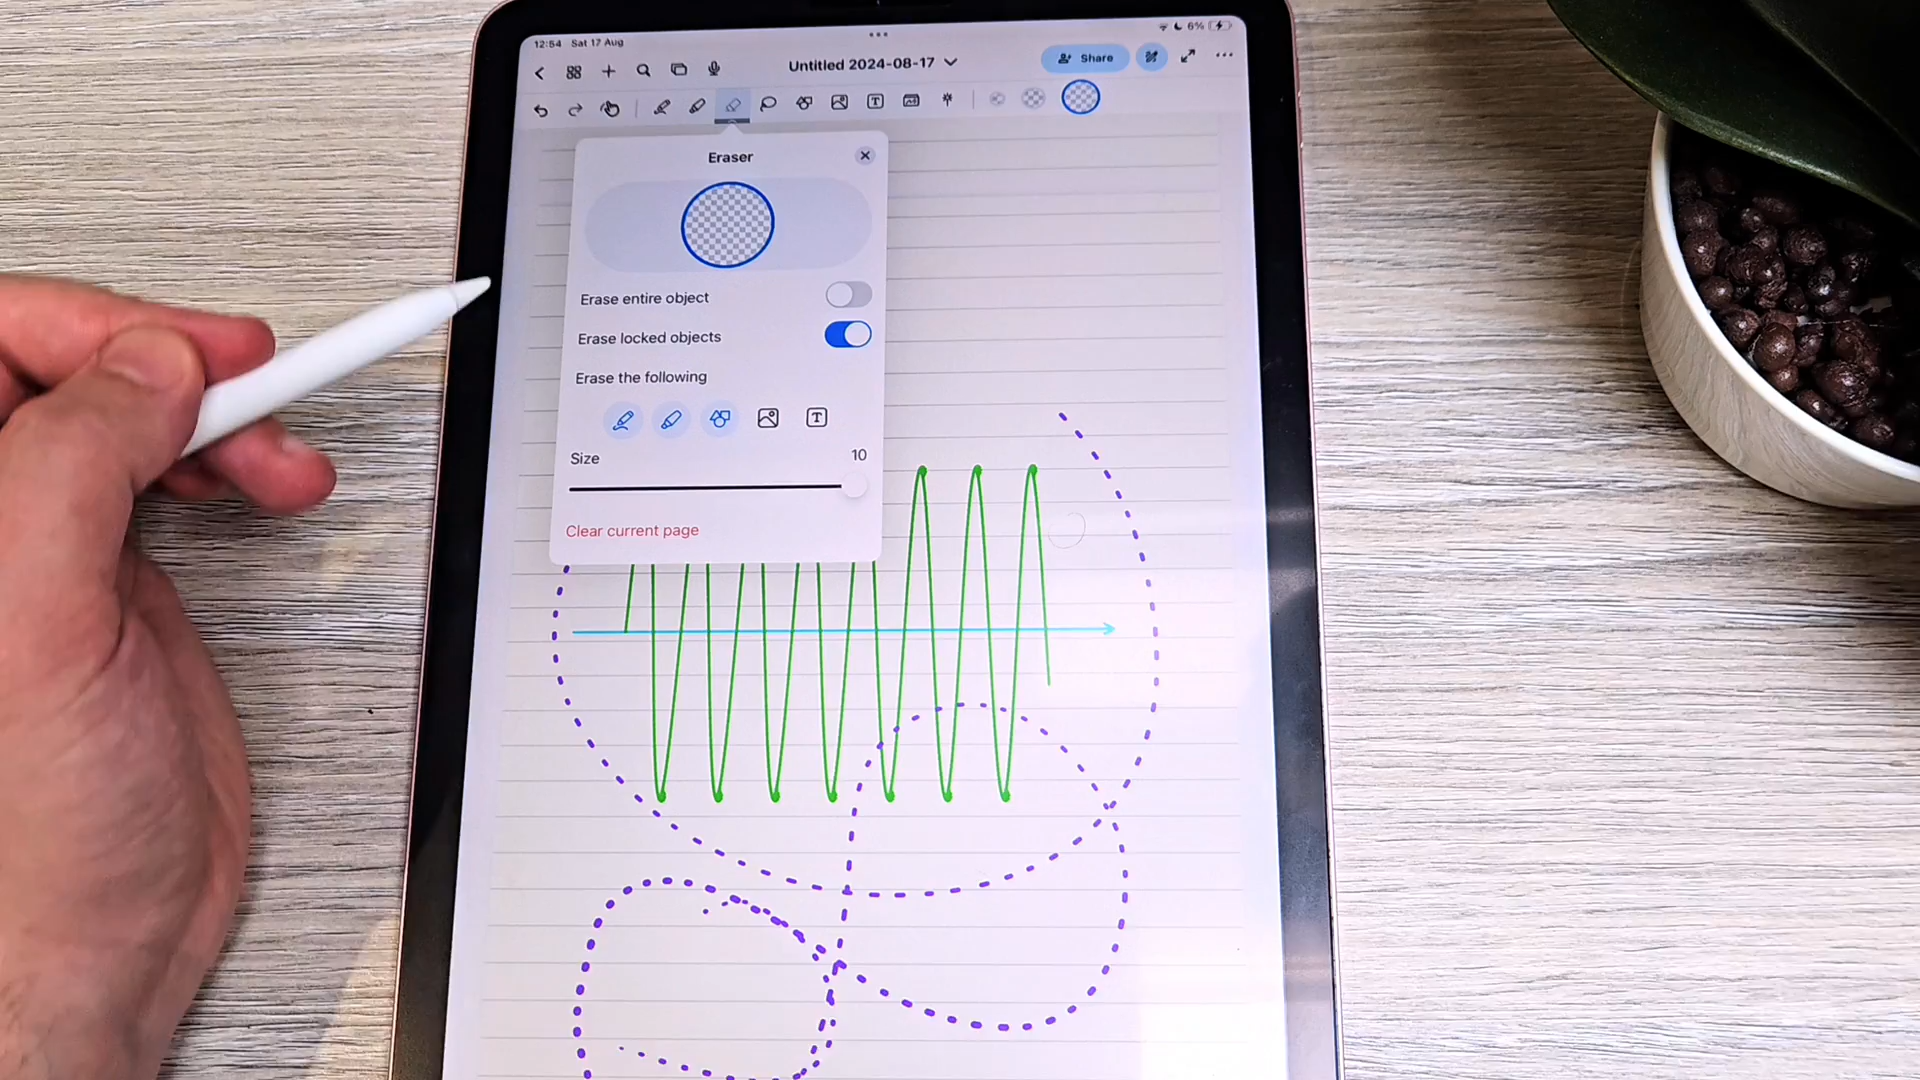 12:54 Sat 17 Aug
6%
Untitled 2024-08-17
Share
T
Eraser
Erase entire object
Erase locked objects
Erase the following
T
Size 10
Clear current page